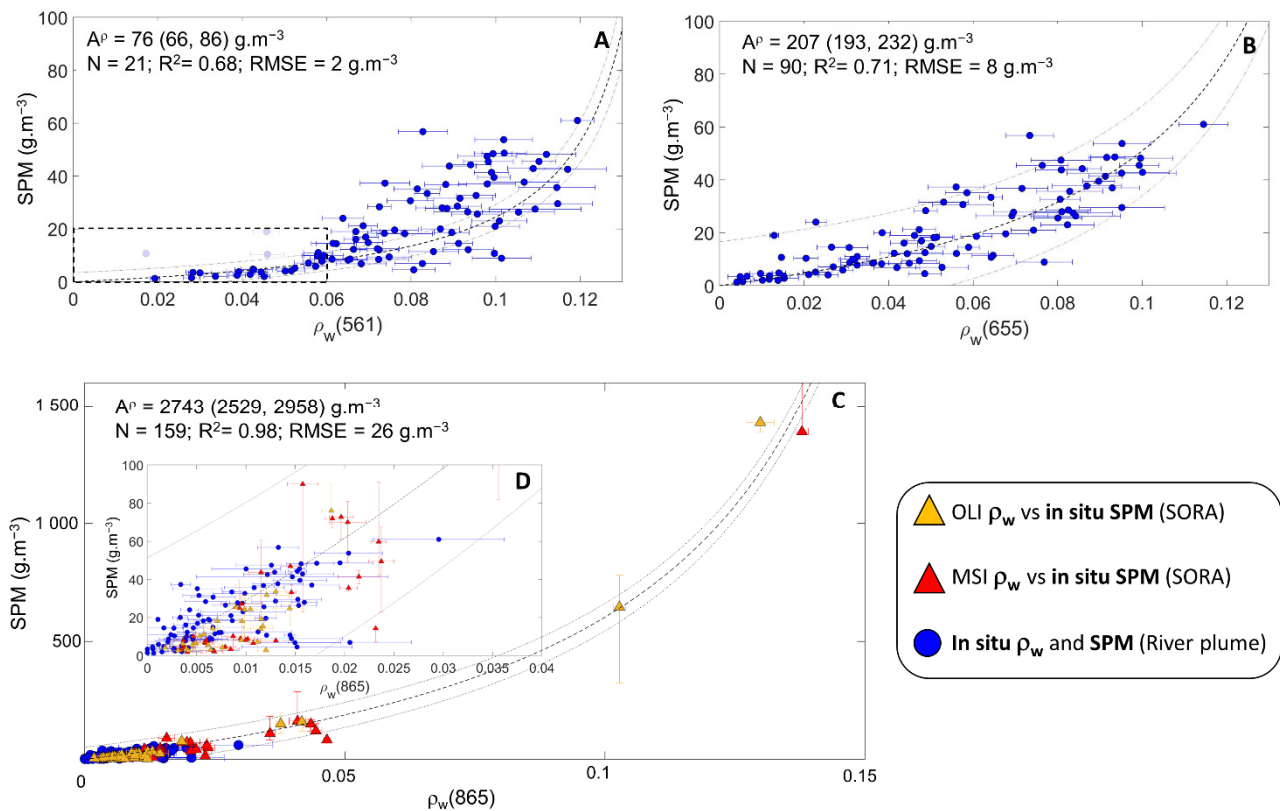 A
Aᵖ = 76 (66, 86) g.m⁻³
N = 21; R²= 0.68; RMSE = 2 g.m⁻³
SPM (g.m⁻³)
100
80
60
40
20
0
0 0.02 0.04 0.06 0.08 0.1 0.12
ρw(561)
B
Aᵖ = 207 (193, 232) g.m⁻³
N = 90; R²= 0.71; RMSE = 8 g.m⁻³
SPM (g.m⁻³)
100
80
60
40
20
0
0 0.02 0.04 0.06 0.08 0.1 0.12
ρw(655)
C
Aᵖ = 2743 (2529, 2958) g.m⁻³
N = 159; R²= 0.98; RMSE = 26 g.m⁻³
SPM (g.m⁻³)
1 500
1 000
500
0
0 0.05 0.1 0.15
ρw(865)
D
SPM (g.m⁻³)
100
80
60
40
20
0
0 0.005 0.01 0.015 0.02 0.025 0.03 0.035 0.04
ρw(865)
OLI ρw vs in situ SPM (SORA)
MSI ρw vs in situ SPM (SORA)
In situ ρw and SPM (River plume)